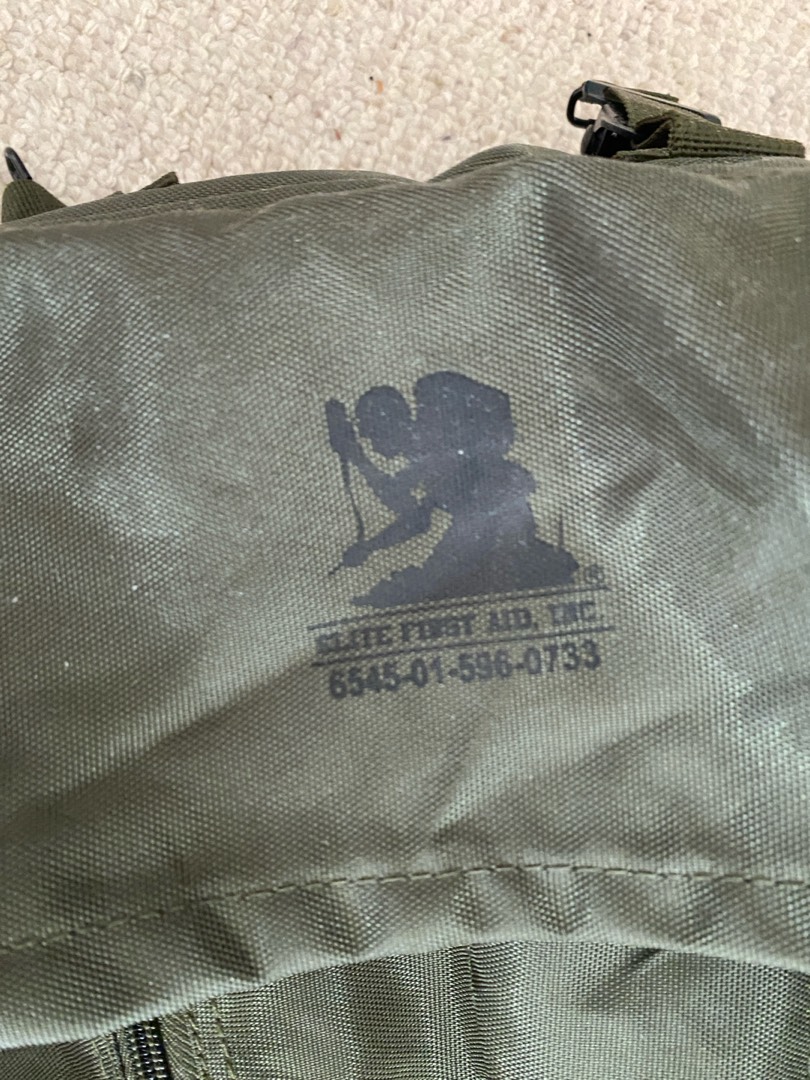 ®
ELITE FIRST AID, INC.
6545-01-596-0733